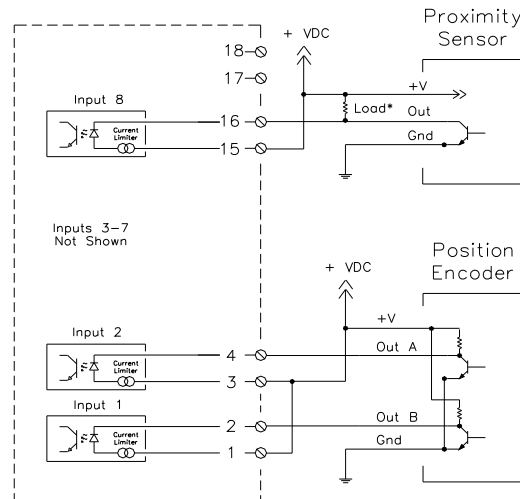 Proximity
Sensor
+ VDC
18
17
+V
Input 8
Load*
Out
16
Current
Limiter
Gnd
15
Inputs 3-7
Not Shown
Position
Encoder
+ VDC
+V
Input 2
Out A
4
Current
Limiter
3
Input 1
Out B
2
Current
Limiter
Gnd
1